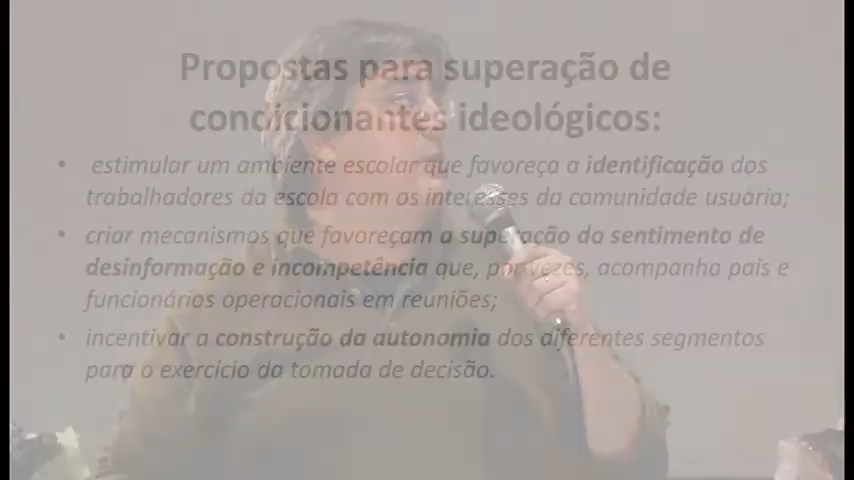 Propostas para superação de
condicionantes ideológicos:
• estimular um ambiente escolar que favoreça a identificação dos
trabalhadores da escola com os interesses da comunidade usuária;
• criar mecanismos que favoreçam a superação do sentimento de
desinformação e incompetência que, por vezes, acompanha pais e
funcionários operacionais em reuniões;
• incentivar a construção da autonomia dos diferentes segmentos
para o exercício da tomada de decisão.